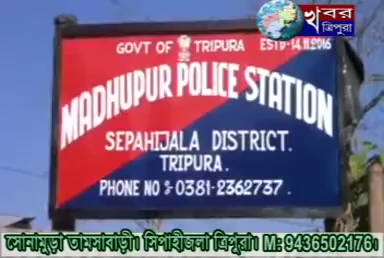 খবর
ত্রিপুরা
GOVT OF TRIPURA ESTD-14.11.2016
MADHUPUR POLICE STATION
SEPAHIJALA DISTRICT.
TRIPURA.
PHONE NO :- 0381-2362737.
সোনামুড়া তামসাবাড়ী। সিপাহীজলা ত্রিপুরা। M: 9436502176।